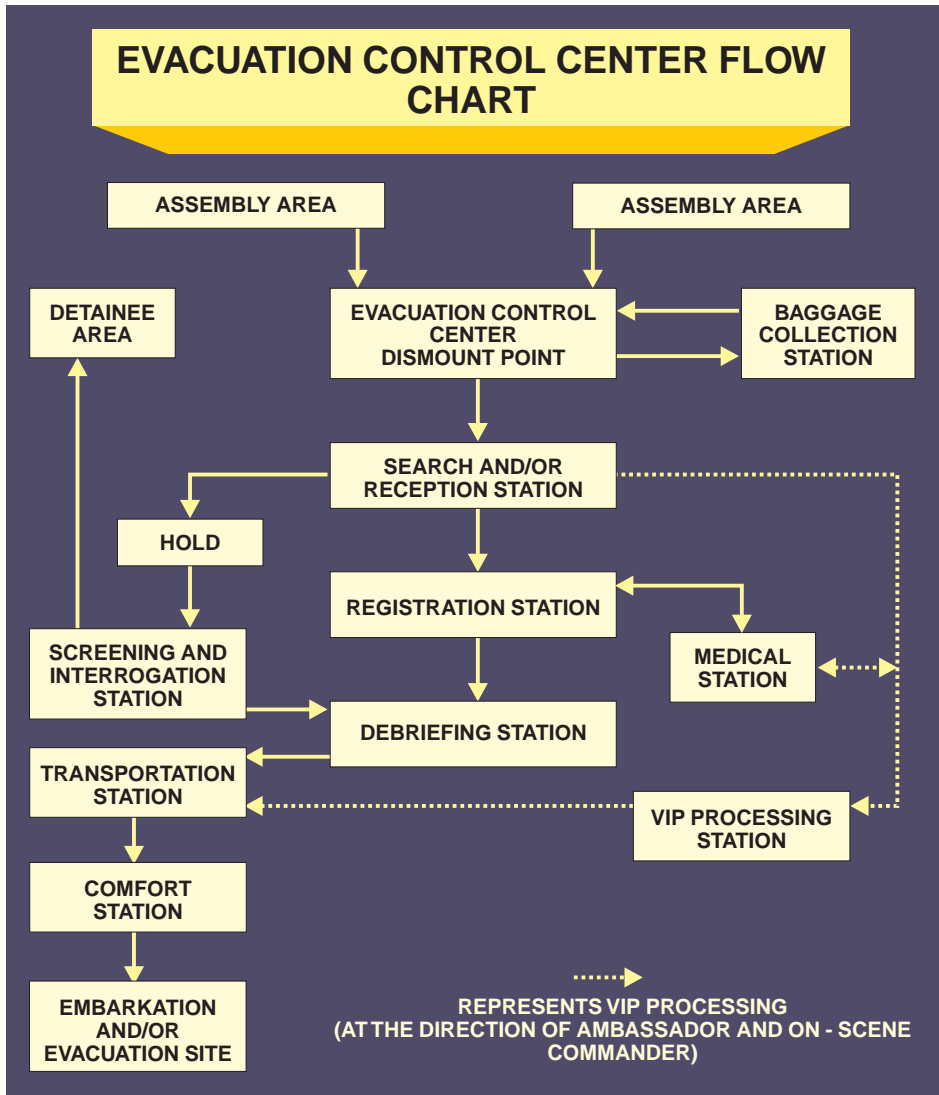 EVACUATION CONTROL CENTER FLOW
CHART
ASSEMBLY AREA
ASSEMBLY AREA
DETAINEE
AREA
EVACUATION CONTROL
CENTER
DISMOUNT POINT
BAGGAGE
COLLECTION
STATION
SEARCH AND/OR
RECEPTION STATION
HOLD
REGISTRATION STATION
SCREENING AND
INTERROGATION
STATION
MEDICAL
STATION
DEBRIEFING STATION
TRANSPORTATION
STATION
VIP PROCESSING
STATION
COMFORT
STATION
EMBARKATION
AND/OR
EVACUATION SITE
REPRESENTS VIP PROCESSING
(AT THE DIRECTION OF AMBASSADOR AND ON - SCENE
COMMANDER)